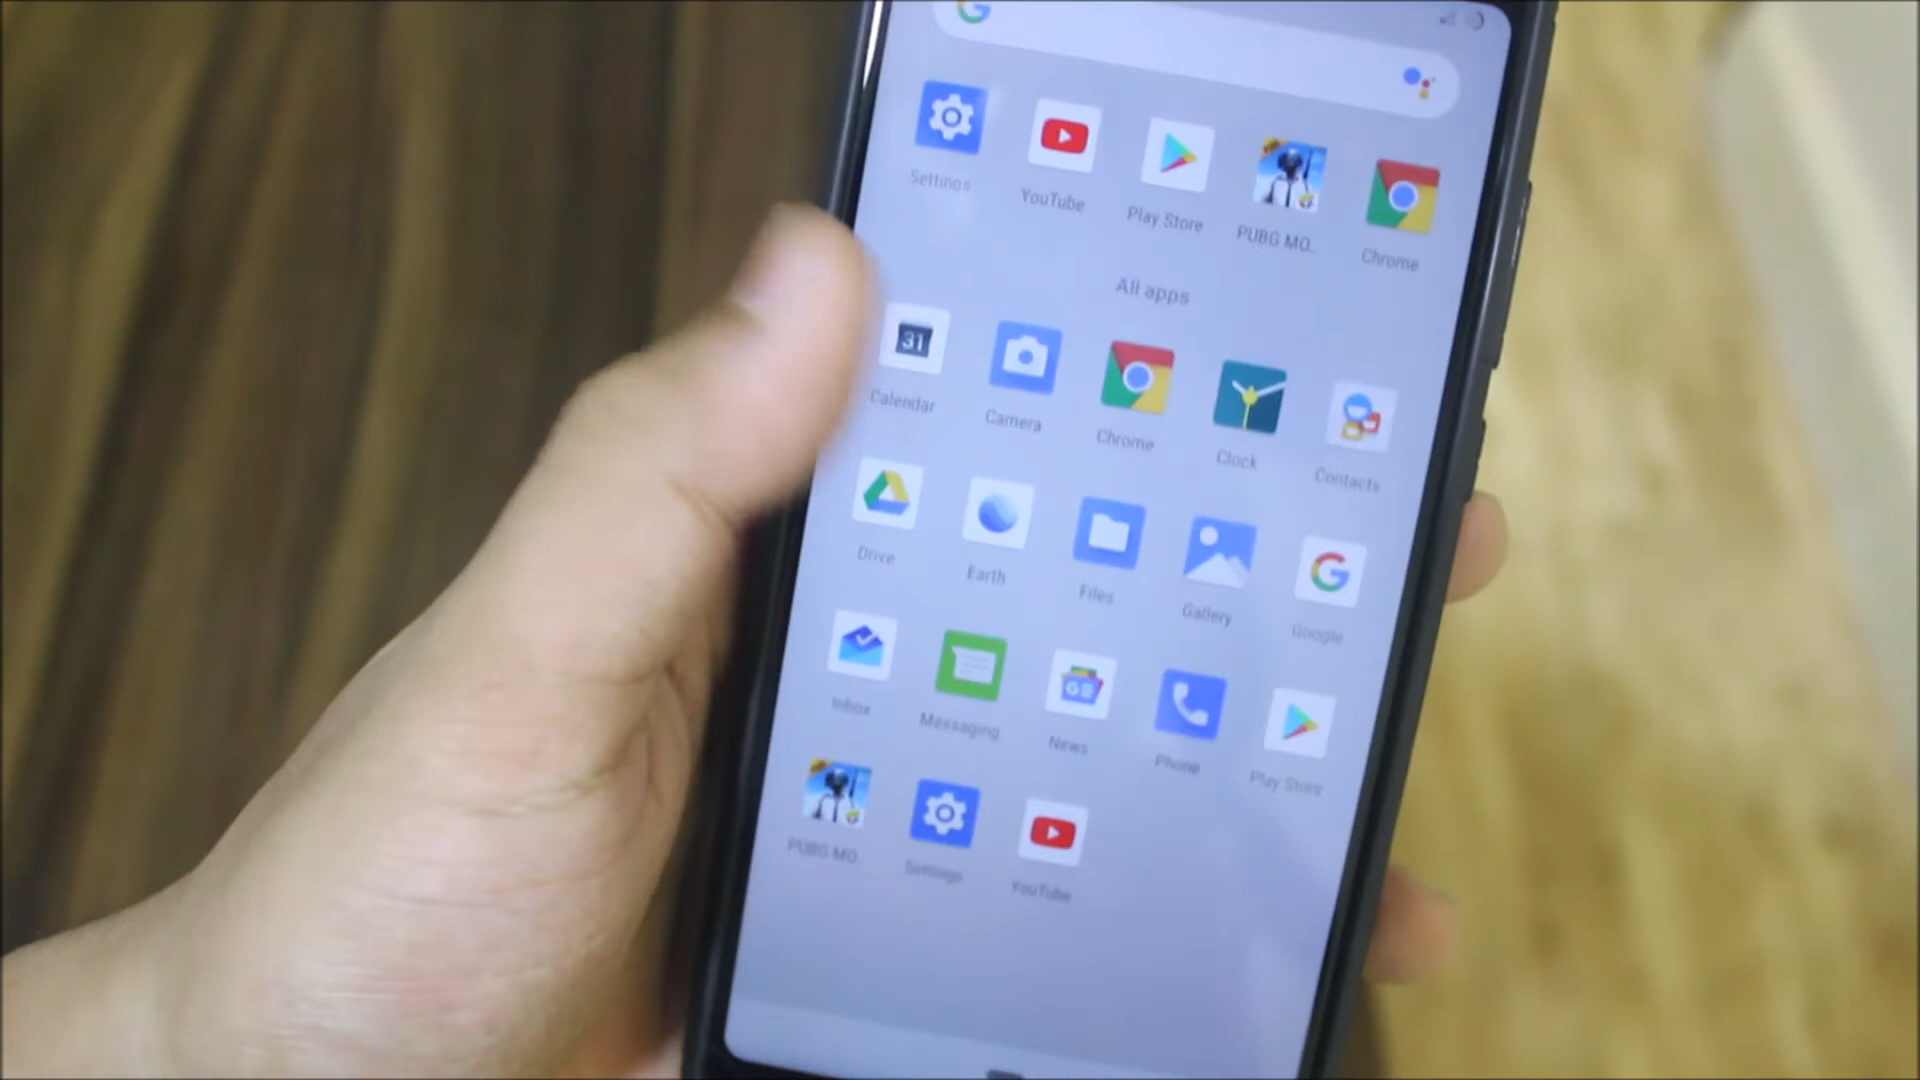 Settings YouTube Play Store PUBG MO.. Chrome
All apps
31
Calendar Camera Chrome Clock Contacts
Drive Earth Files Gallery Google
GE
Inbox Messaging News Phone Play Store
PUBG MO.. Settings YouTube